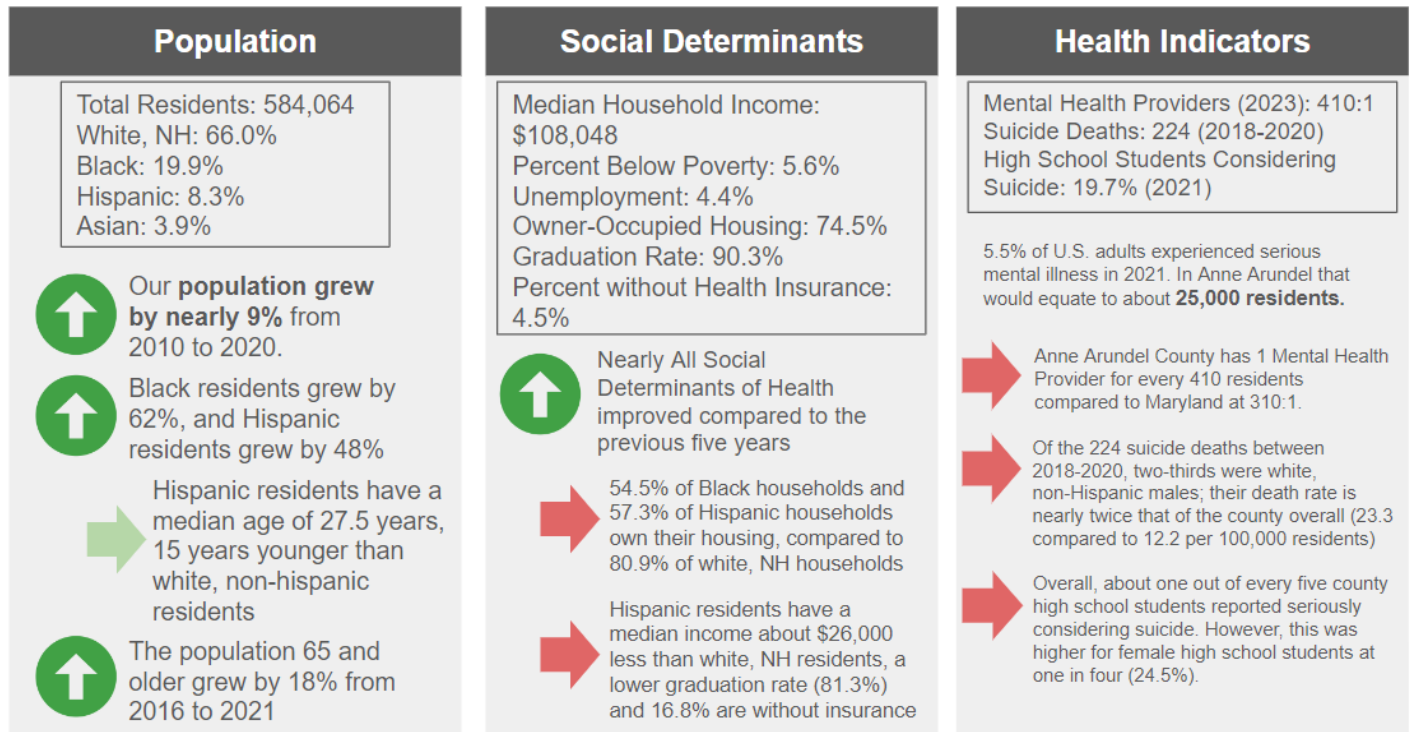 Population
Total Residents: 584,064
White, NH: 66.0%
Black: 19.9%
Hispanic: 8.3%
Asian: 3.9%
Our population grew
by nearly 9% from
2010 to 2020.
Black residents grew by
62%, and Hispanic
residents grew by 48%
Hispanic residents have a
median age of 27.5 years,
15 years younger than
white, non-hispanic
residents
The population 65 and
older grew by 18% from
2016 to 2021
Social Determinants
Median Household Income:
$108,048
Percent Below Poverty: 5.6%
Unemployment: 4.4%
Owner-Occupied Housing: 74.5%
Graduation Rate: 90.3%
Percent without Health Insurance:
4.5%
Nearly All Social
Determinants of Health
improved compared to the
previous five years
54.5% of Black households and
57.3% of Hispanic households
own their housing, compared to
80.9% of white, NH households
Hispanic residents have a
median income about $26,000
less than white, NH residents, a
lower graduation rate (81.3%)
and 16.8% are without insurance
Health Indicators
Mental Health Providers (2023): 410:1
Suicide Deaths: 224 (2018-2020)
High School Students Considering
Suicide: 19.7% (2021)
5.5% of U.S. adults experienced serious
mental illness in 2021. In Anne Arundel that
would equate to about 25,000 residents.
Anne Arundel County has 1 Mental Health
Provider for every 410 residents
compared to Maryland at 310:1.
Of the 224 suicide deaths between
2018-2020, two-thirds were white,
non-Hispanic males; their death rate is
nearly twice that of the county overall (23.3
compared to 12.2 per 100,000 residents)
Overall, about one out of every five county
high school students reported seriously
considering suicide. However, this was
higher for female high school students at
one in four (24.5%).